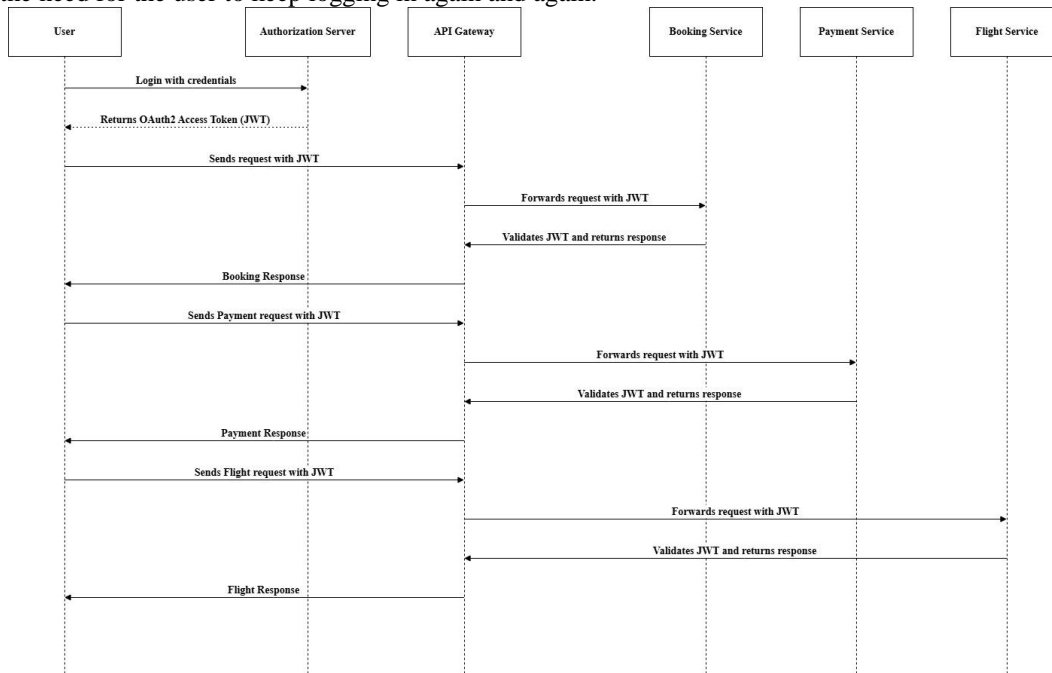 the need for the user to keep logging in again and again.
User
Authorization Server
API Gateway
Booking Service
Payment Service
Flight Service
Login with credentials
Returns OAuth2 Access Token (JWT)
Sends request with JWT
Forwards request with JWT
Validates JWT and returns response
Booking Response
Sends Payment request with JWT
Forwards request with JWT
Validates JWT and returns response
Payment Response
Sends Flight request with JWT
Forwards request with JWT
Validates JWT and returns response
Flight Response